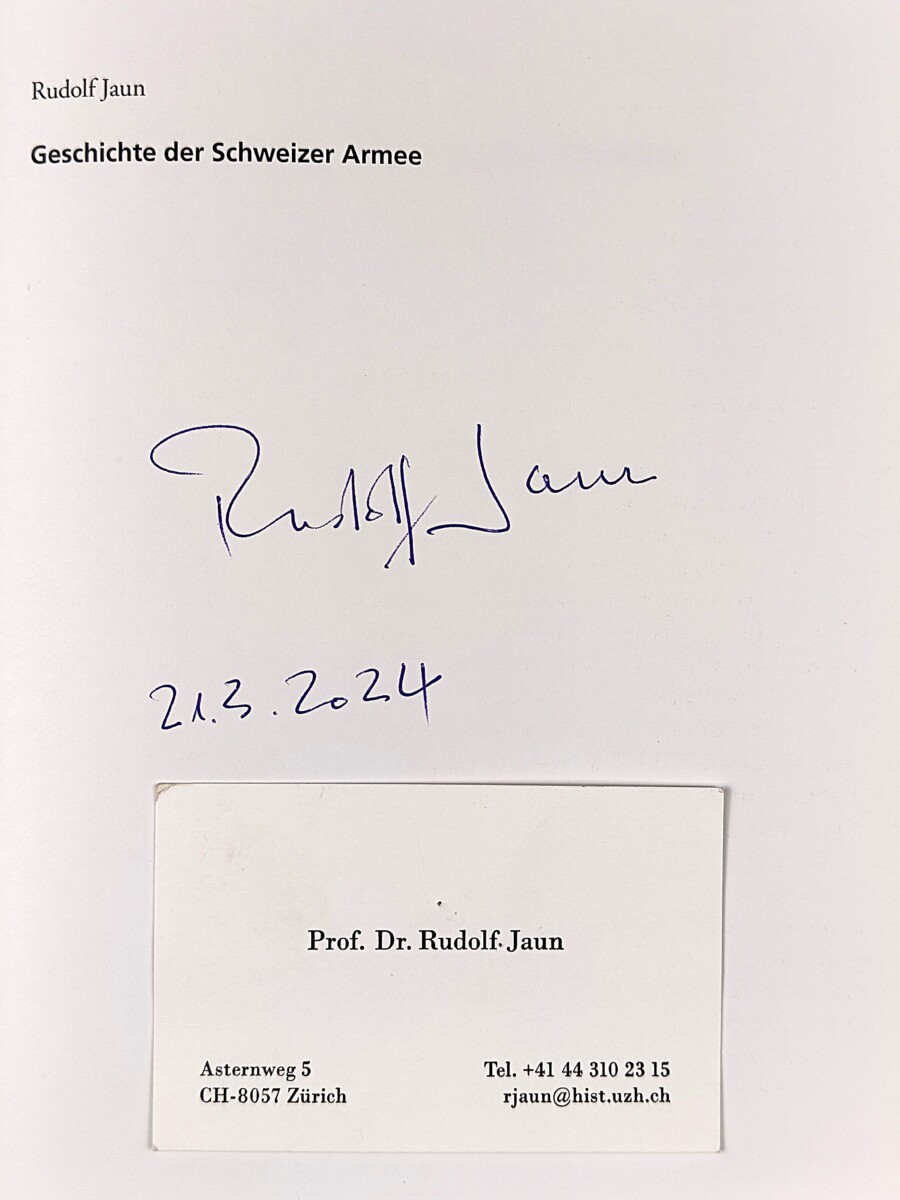 Rudolf Jaun
Geschichte der Schweizer Armee
Rudolf Jaun
21.3.2024
Prof. Dr. Rudolf Jaun
Asternweg 5
CH-8057 Zürich
Tel. +41 44 310 23 15
rjaun@hist.uzh.ch